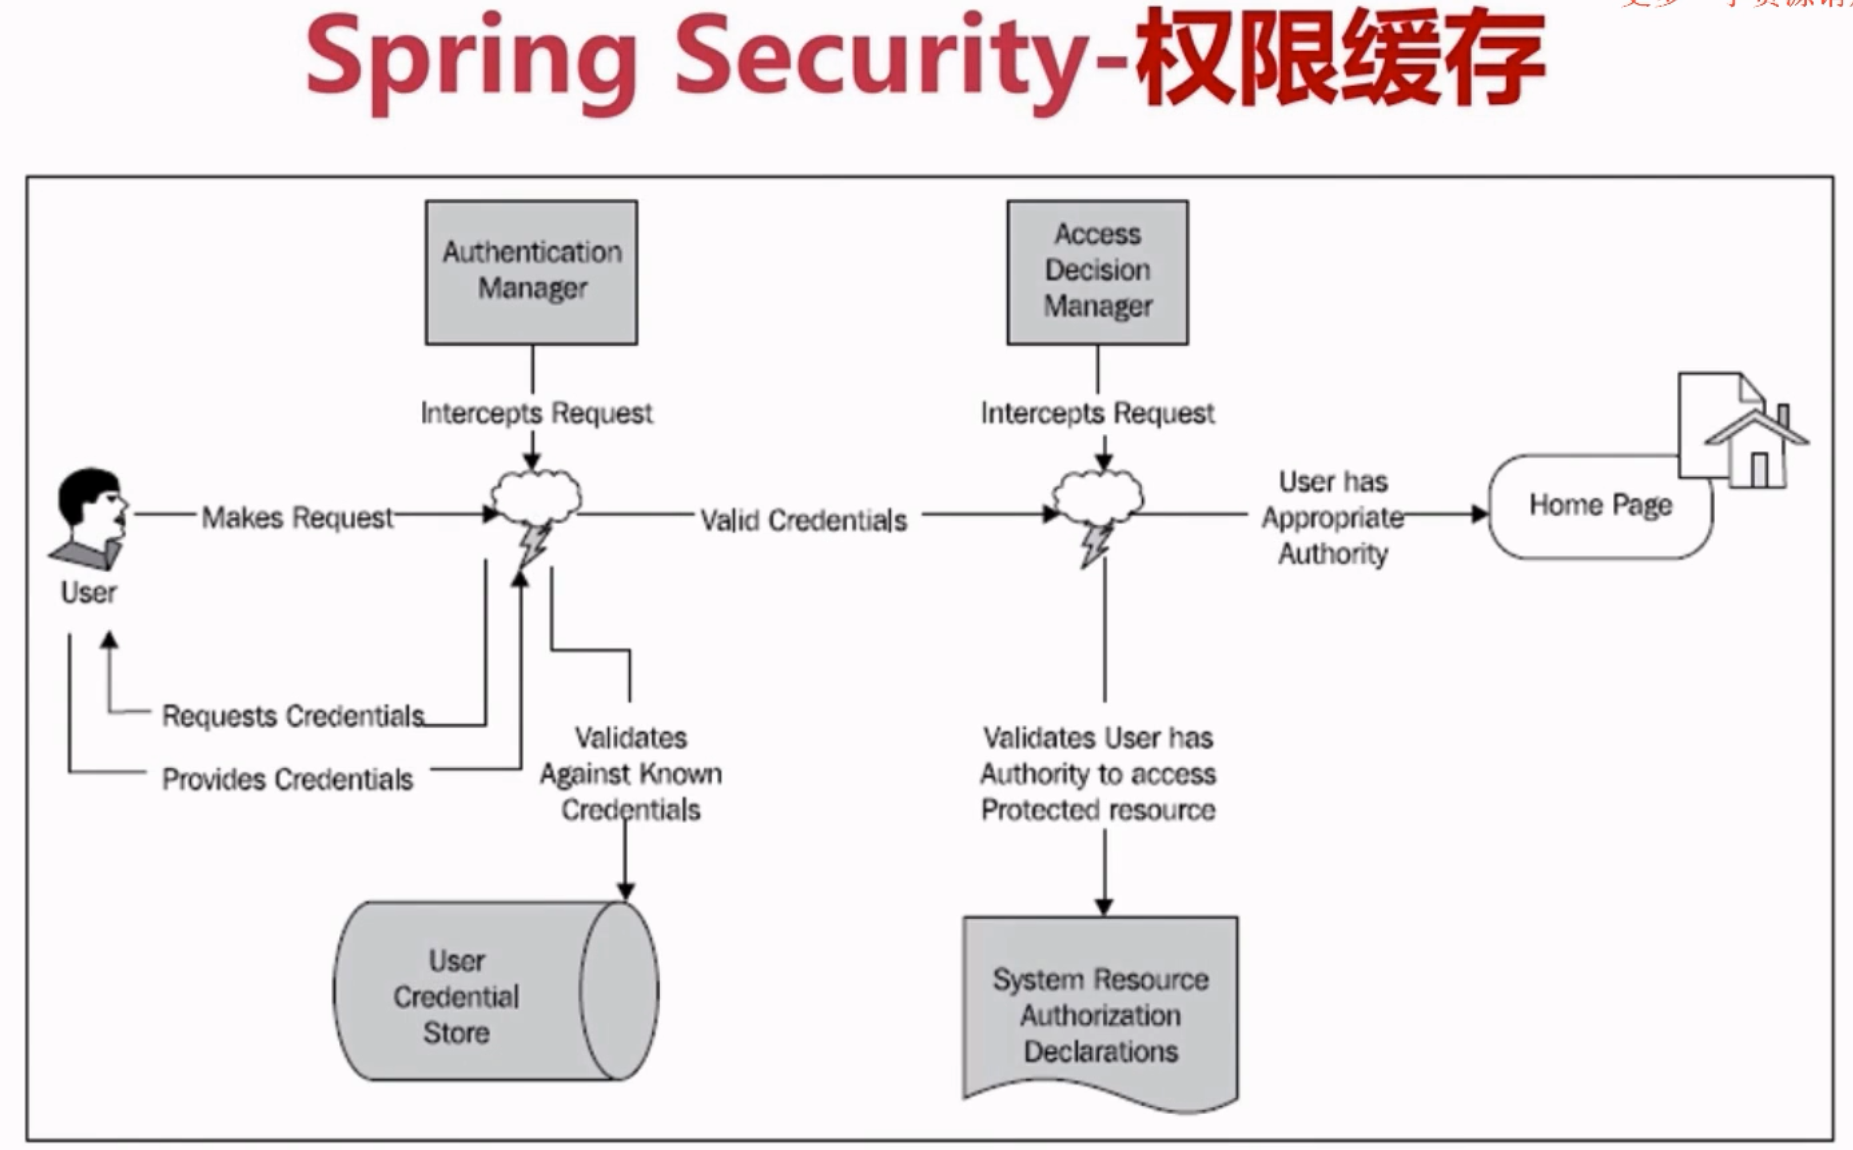 Spring Security-权限缓存
Authentication
Manager
Access
Decision
Manager
Intercepts Request
Intercepts Request
Makes Request
Valid Credentials
User has
Appropriate
Authority
Home Page
User
Requests Credentials
Provides Credentials
Validates
Against Known
Credentials
Validates User has
Authority to access
Protected resource
User
Credential
Store
System Resource
Authorization
Declarations